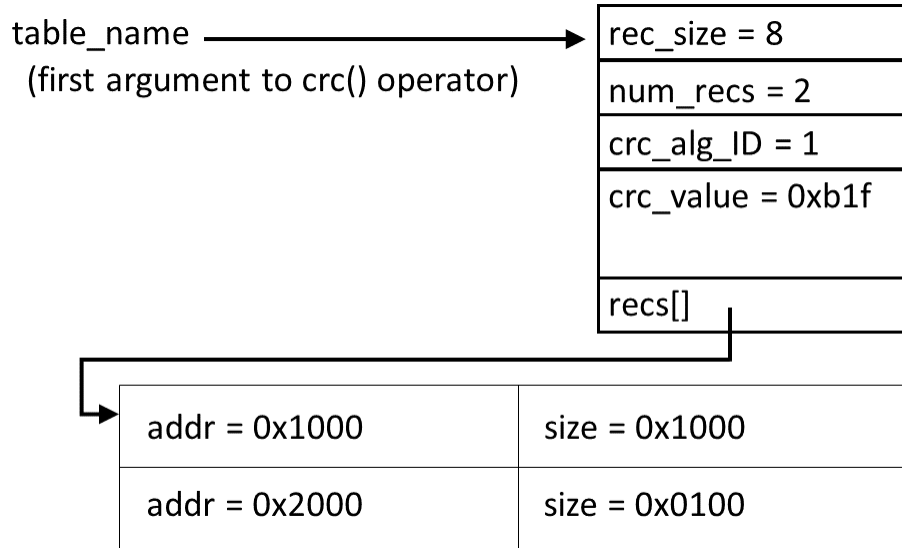 table_name
(first argument to crc() operator)
rec_size = 8
num_recs = 2
crc_alg_ID = 1
crc_value = 0xb1f
recs[]
addr = 0x1000 size = 0x1000
addr = 0x2000 size = 0x0100